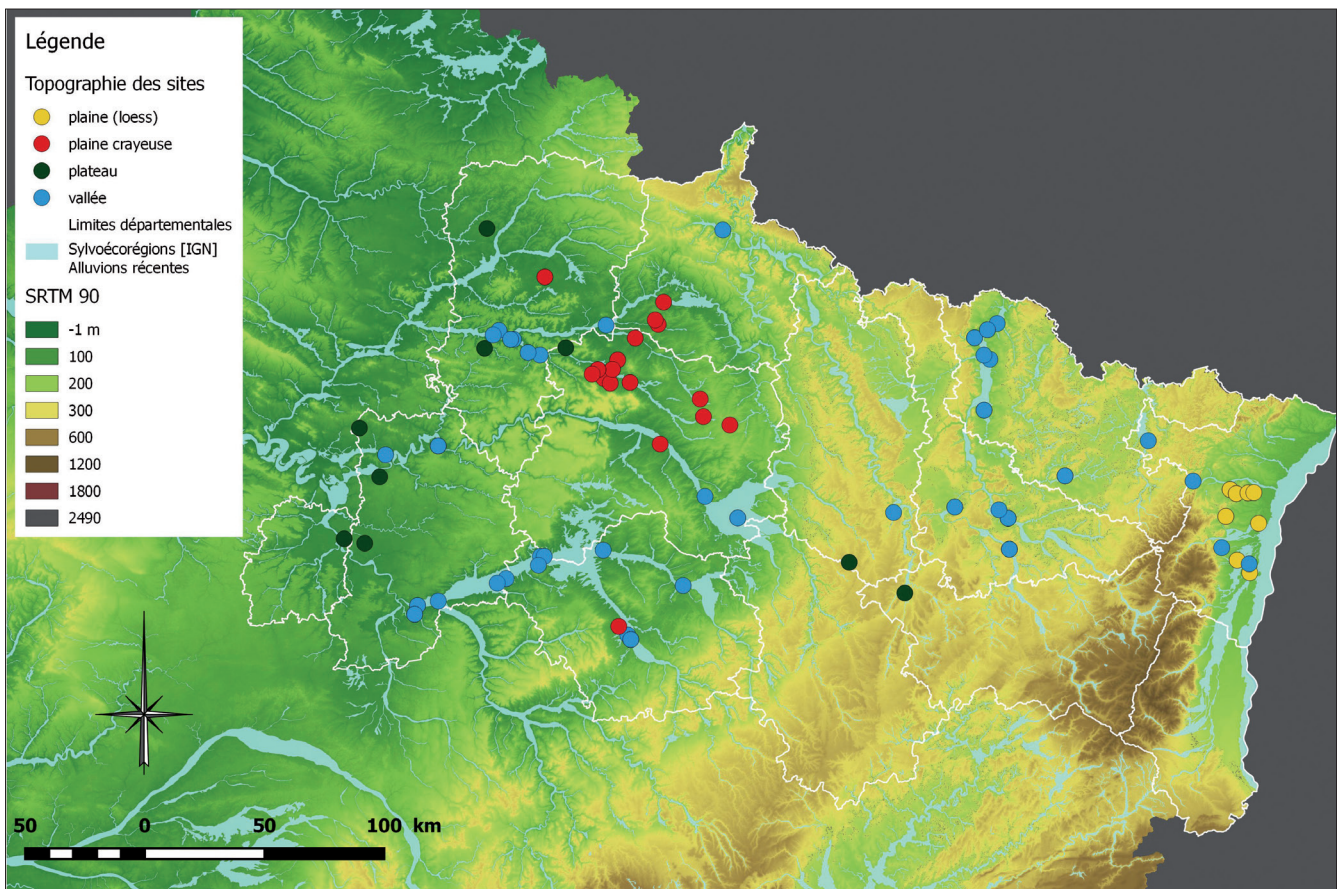 Légende
Topographie des sites
plaine (loess)
plaine crayeuse
plateau
vallée
Limites départementales
Sylvoécorégions [IGN]
Alluvions récentes
SRTM 90
-1 m
100
200
300
600
1200
1800
2490
50 0 50 100 km